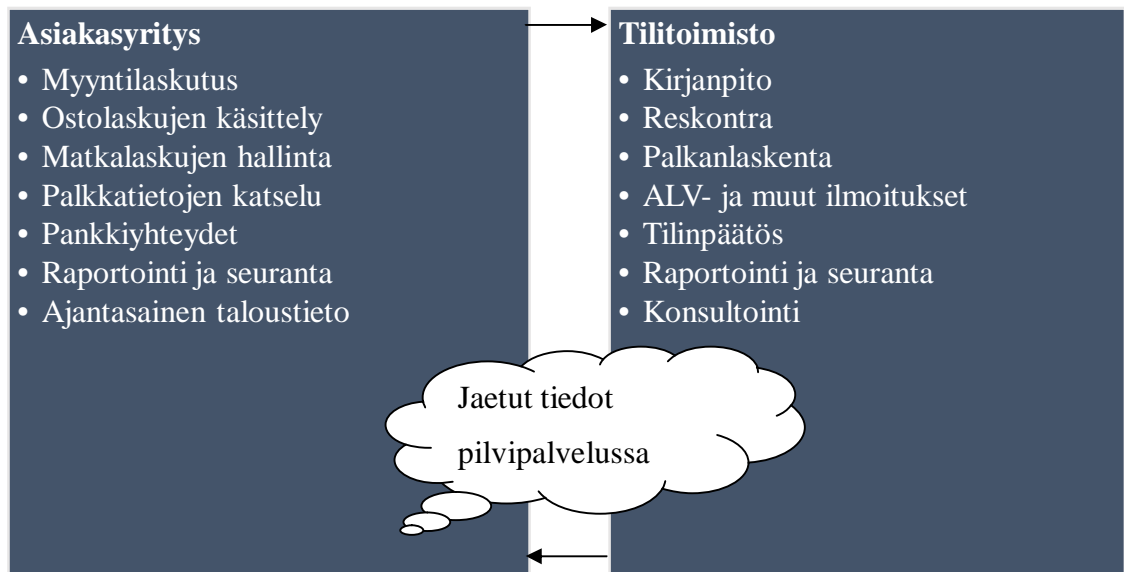 Asiakasyritys
• Myyntilaskutus
• Ostolaskujen käsittely
• Matkalaskujen hallinta
• Palkkatietojen katselu
• Pankkiyhteydet
• Raportointi ja seuranta
• Ajantasainen taloustieto
Tilitoimisto
• Kirjanpito
• Reskontra
• Palkanlaskenta
• ALV- ja muut ilmoitukset
• Tilinpäätös
• Raportointi ja seuranta
• Konsultointi
Jaetut tiedot
pilvipalvelussa